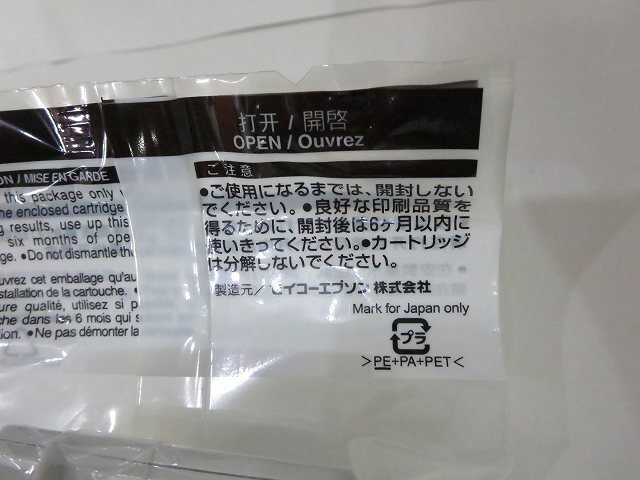 打开 / 開啓
OPEN / Ouvrez
ON / MISE EN GARDE
this package only
he enclosed cartridge
ng results, use up this
six months of ope
age. •Do not dismantle the
uvrez cet emballage qu'au
stallation de la cartouche.
ure qualité, utilisez si p
che dans les 6 mois qui s
tion. •Ne pas démonter la
ご注意
•ご使用になるまでは、開封しない
でください。•良好な印刷品質を
得るために、開封後は6ヶ月以内に
使いきってください。•カートリッジ
は分解しないでください。
製造元/セイコーエプソン 株式会社
Mark for Japan only
プラ
>PE+PA+PET<